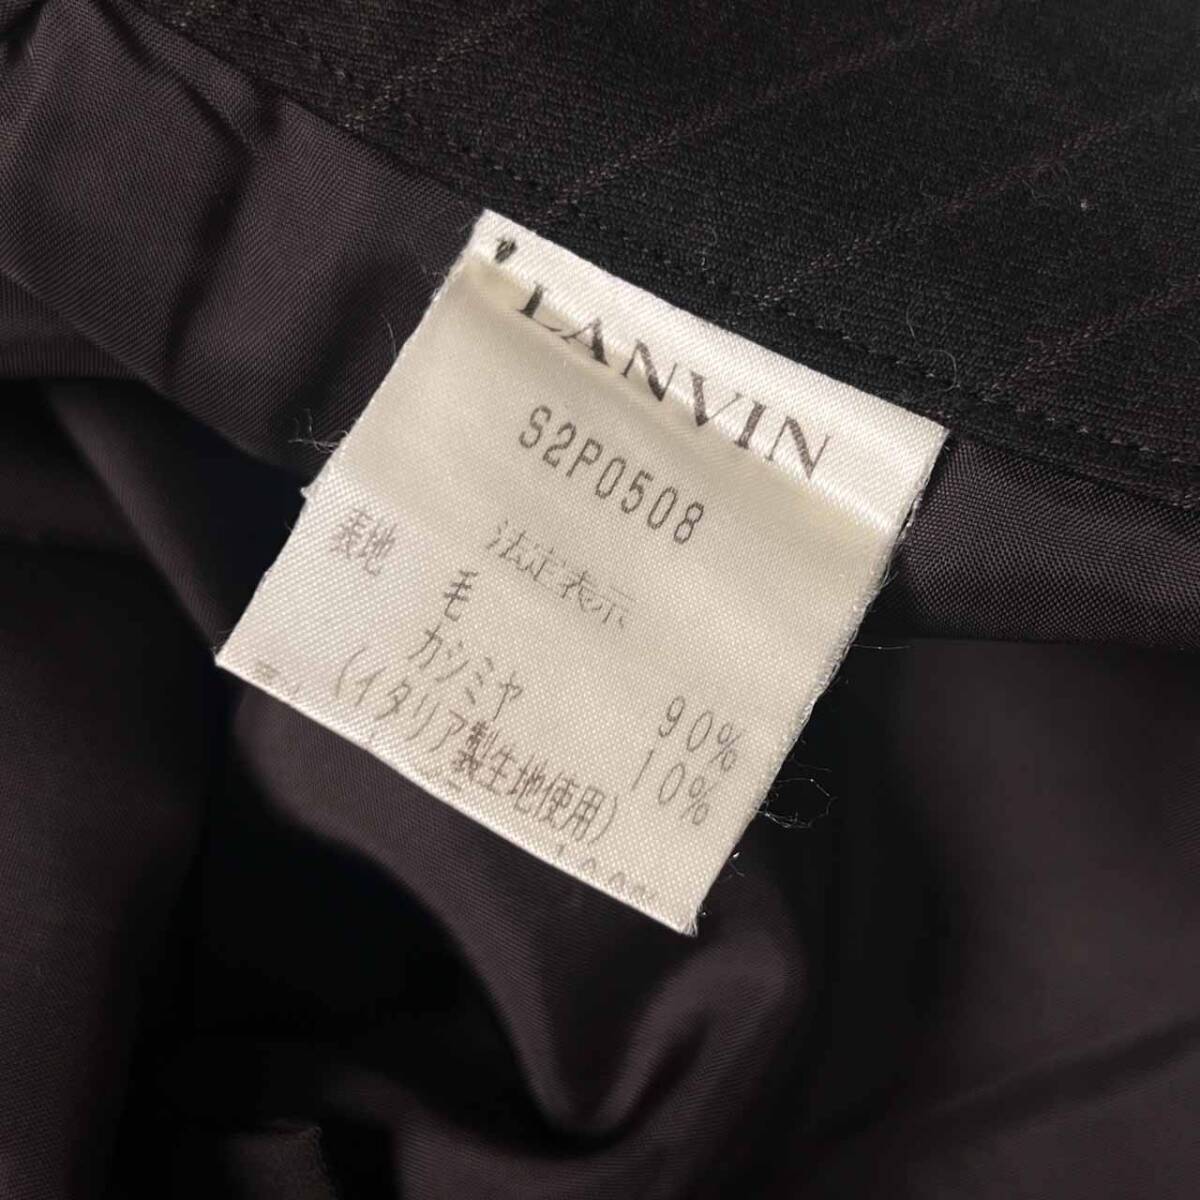 LANVIN
S2P0508
法定表示
表地
毛 90%
カシミヤ 10%
(イタリア製生地使用)